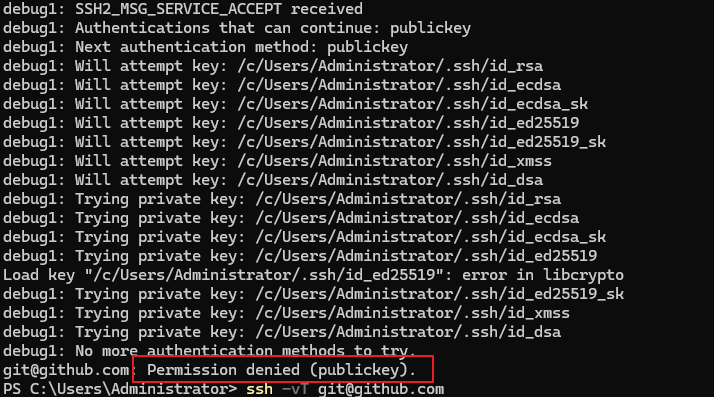 debug1: SSH2_MSG_SERVICE_ACCEPT received
debug1: Authentications that can continue: publickey
debug1: Next authentication method: publickey
debug1: Will attempt key: /c/Users/Administrator/.ssh/id_rsa
debug1: Will attempt key: /c/Users/Administrator/.ssh/id_ecdsa
debug1: Will attempt key: /c/Users/Administrator/.ssh/id_ecdsa_sk
debug1: Will attempt key: /c/Users/Administrator/.ssh/id_ed25519
debug1: Will attempt key: /c/Users/Administrator/.ssh/id_ed25519_sk
debug1: Will attempt key: /c/Users/Administrator/.ssh/id_xmss
debug1: Will attempt key: /c/Users/Administrator/.ssh/id_dsa
debug1: Trying private key: /c/Users/Administrator/.ssh/id_rsa
debug1: Trying private key: /c/Users/Administrator/.ssh/id_ecdsa
debug1: Trying private key: /c/Users/Administrator/.ssh/id_ecdsa_sk
debug1: Trying private key: /c/Users/Administrator/.ssh/id_ed25519
Load key "/c/Users/Administrator/.ssh/id_ed25519": error in libcrypto
debug1: Trying private key: /c/Users/Administrator/.ssh/id_ed25519_sk
debug1: Trying private key: /c/Users/Administrator/.ssh/id_xmss
debug1: Trying private key: /c/Users/Administrator/.ssh/id_dsa
debug1: No more authentication methods to try.
git@github.com: Permission denied (publickey).
PS C:\Users\Administrator> ssh -vT git@github.com